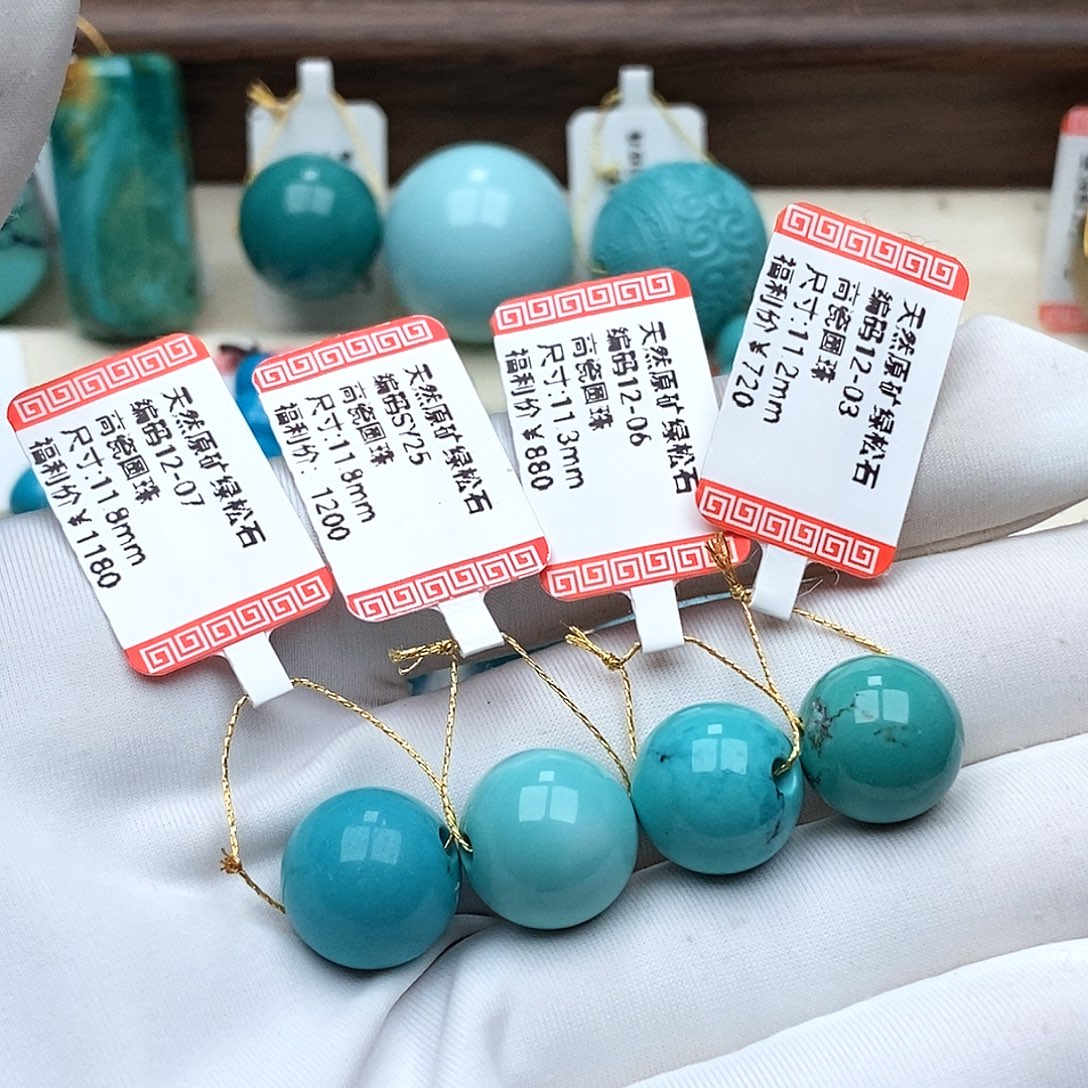 天然原矿绿松石
编码12-07
高瓷圆珠
尺寸:11.8mm
福利价¥1180
天然原矿绿松石
编码SY25
高瓷圆珠
尺寸:11.8mm
福利价: 1200
天然原矿绿松石
编码12-06
高瓷圆珠
尺寸:11.3mm
福利价¥880
天然原矿绿松石
编码12-03
高瓷圆珠
尺寸:11.2mm
福利价¥720